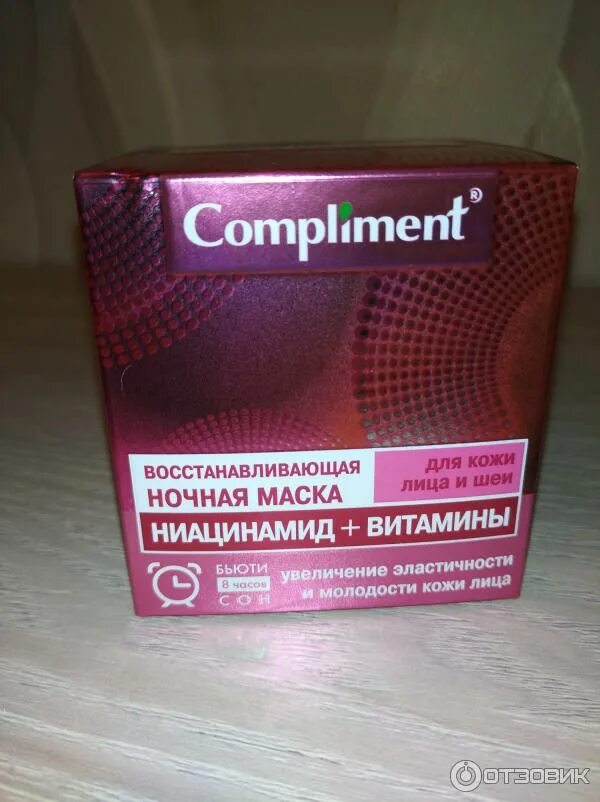 Compliment®
ВОССТАНАВЛИВАЮЩАЯ
НОЧНАЯ МАСКА
для кожи
лица и шеи
НИАЦИНАМИД + ВИТАМИНЫ
БЬЮТИ
8 часов
СОН
увеличение эластичности
и молодости кожи лица
ОТЗОВИК